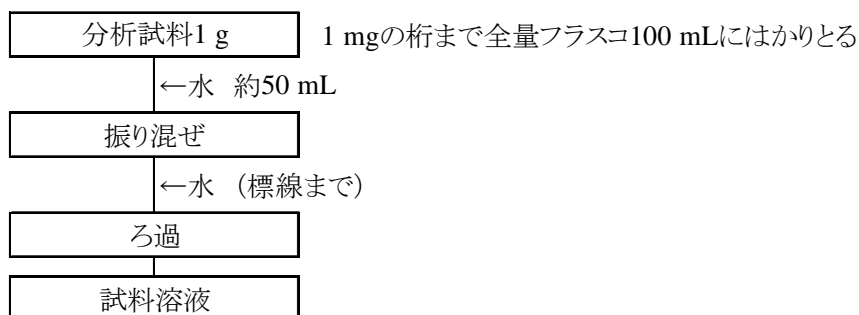 分析試料1 g　1 mgの桁まで全量フラスコ100 mLにはかりとる
←水　約50 mL
振り混ぜ
←水　（標線まで）
ろ過
試料溶液